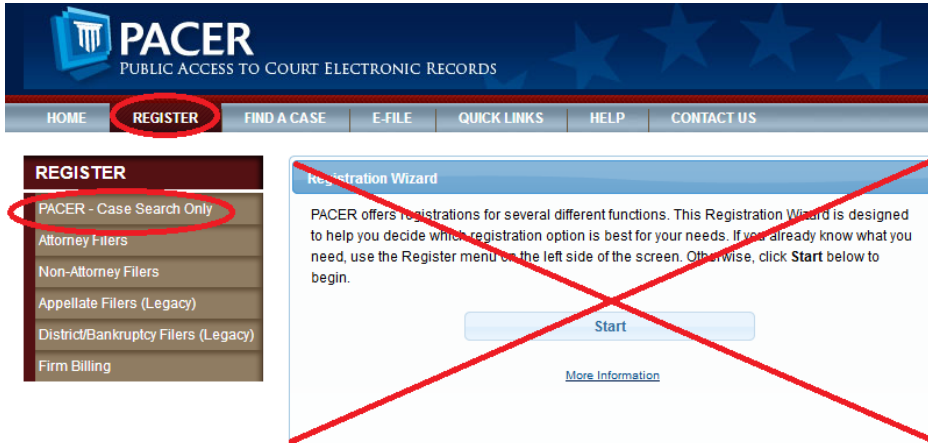 PACER
PUBLIC ACCESS TO COURT ELECTRONIC RECORDS
HOME REGISTER FIND A CASE E-FILE QUICK LINKS HELP CONTACT US
REGISTER
PACER - Case Search Only
Attorney Filers
Non-Attorney Filers
Appellate Filers (Legacy)
District/Bankruptcy Filers (Legacy)
Firm Billing
Registration Wizard
PACER offers registrations for several different functions. This Registration Wizard is designed
to help you decide which registration option is best for your needs. If you already know what you
need, use the Register menu on the left side of the screen. Otherwise, click Start below to
begin.
Start
More Information